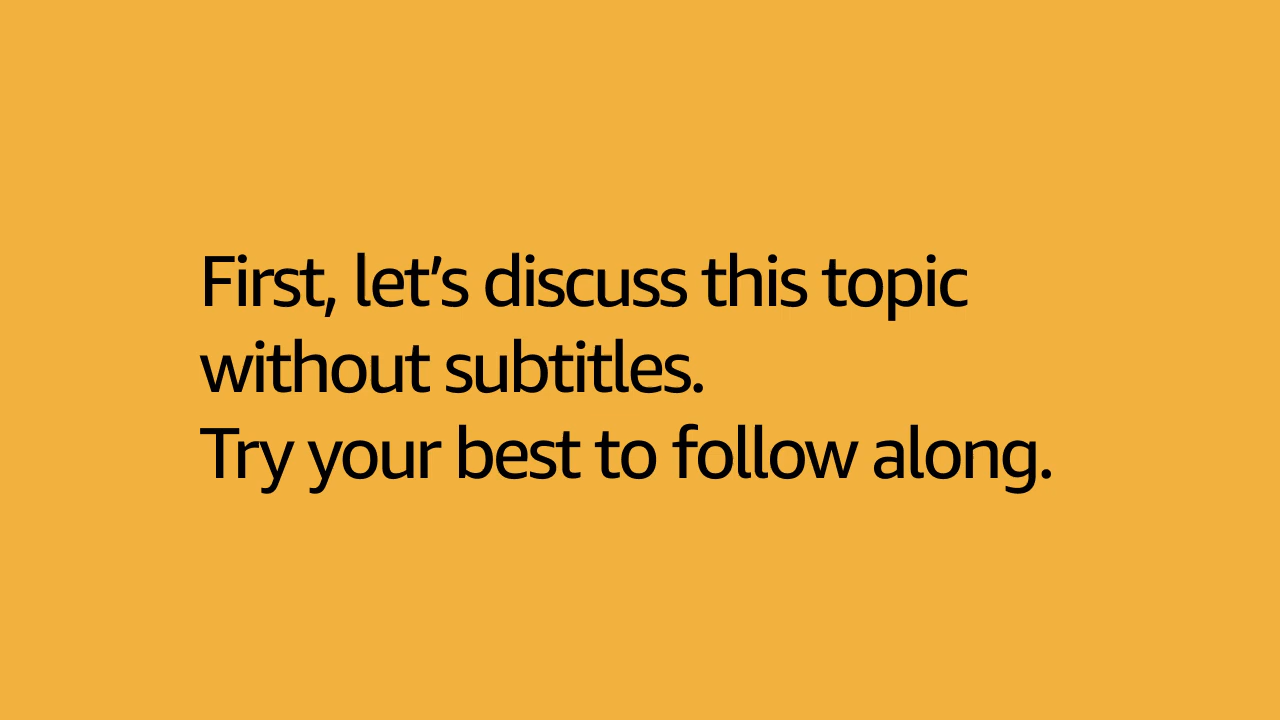 First, let’s discuss this topic
without subtitles.
Try your best to follow along.